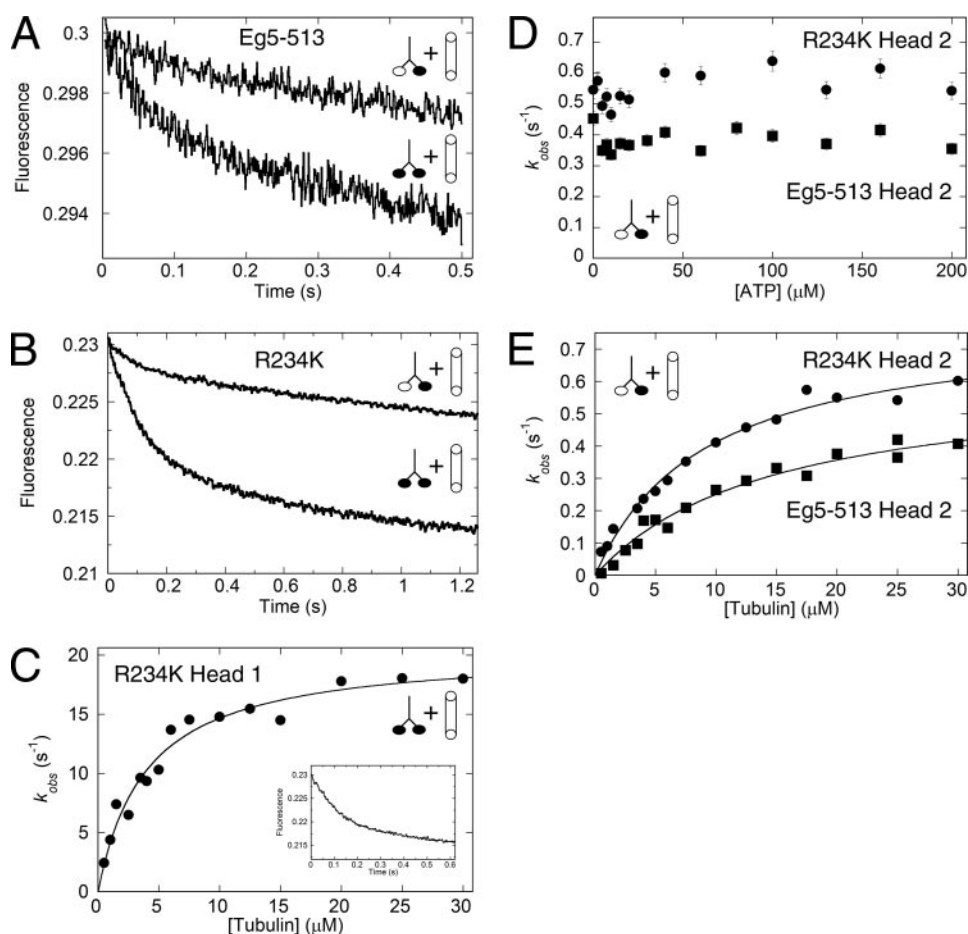 A
Eg5-513
0.3
0.298
0.296
0.294
Fluorescence
0 0.1 0.2 0.3 0.4 0.5
Time (s)
+
+
B
R234K
0.23
0.225
0.22
0.215
0.21
Fluorescence
0 0.2 0.4 0.6 0.8 1 1.2
Time (s)
+
+
C
R234K Head 1
20
15
10
5
0
kobs (s-1)
0 5 10 15 20 25 30
[Tubulin] (μM)
+
0.23
0.225
0.22
0.215
Fluorescence
0 0.1 0.2 0.3 0.4 0.5 0.6
Time (s)
D
R234K Head 2
0.7
0.6
0.5
0.4
0.3
0.2
0.1
0
kobs (s-1)
Eg5-513 Head 2
+
0 50 100 150 200
[ATP] (μM)
E
R234K Head 2
0.7
0.6
0.5
0.4
0.3
0.2
0.1
0
kobs (s-1)
Eg5-513 Head 2
+
0 5 10 15 20 25 30
[Tubulin] (μM)